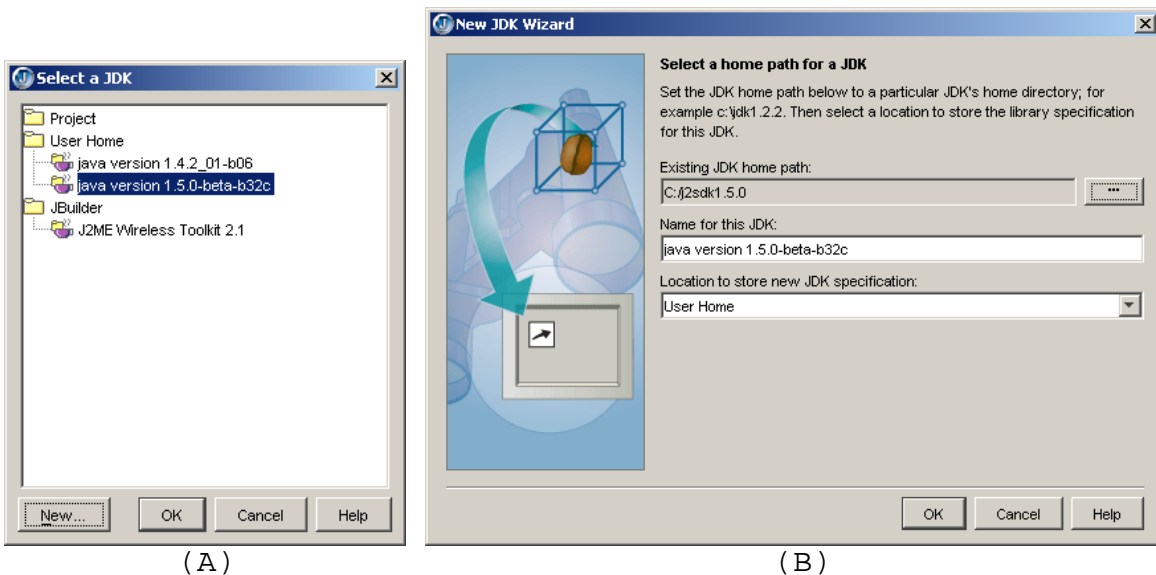 Select a JDK
Project
User Home
java version 1.4.2_01-b06
java version 1.5.0-beta-b32c
JBuilder
J2ME Wireless Toolkit 2.1
New...
OK
Cancel
Help
(A)
New JDK Wizard
Select a home path for a JDK
Set the JDK home path below to a particular JDK's home directory; for
example c:\jdk1.2.2. Then select a location to store the library specification
for this JDK.
Existing JDK home path:
C:/j2sdk1.5.0
...
Name for this JDK:
java version 1.5.0-beta-b32c
Location to store new JDK specification:
User Home
OK
Cancel
Help
(B)